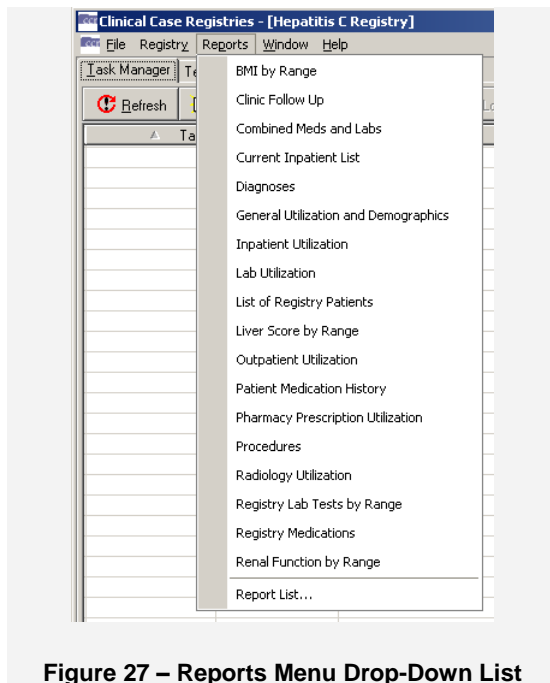 Clinical Case Registries - [Hepatitis C Registry]
File Registry Reports Window Help
Task Manager Te
Refresh
Ta
BMI by Range
Clinic Follow Up
Combined Meds and Labs
Current Inpatient List
Diagnoses
General Utilization and Demographics
Inpatient Utilization
Lab Utilization
List of Registry Patients
Liver Score by Range
Outpatient Utilization
Patient Medication History
Pharmacy Prescription Utilization
Procedures
Radiology Utilization
Registry Lab Tests by Range
Registry Medications
Renal Function by Range
Report List...
Figure 27 – Reports Menu Drop-Down List